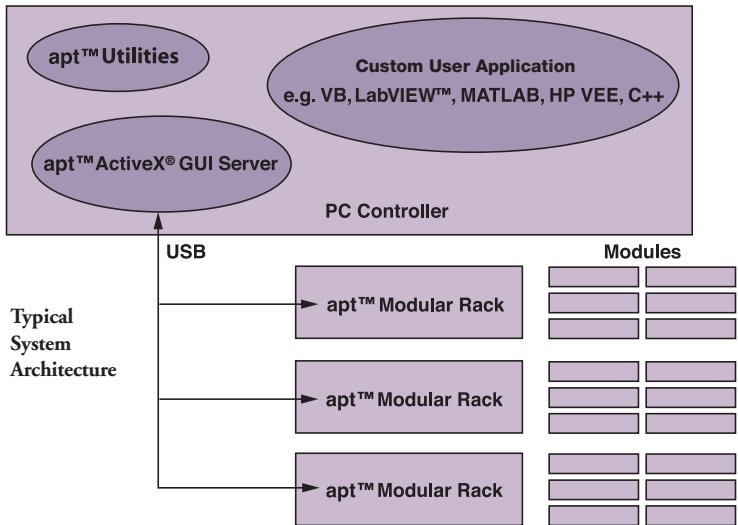 apt™ Utilities
Custom User Application
e.g. VB, LabVIEW™, MATLAB, HP VEE, C++
apt™ ActiveX® GUI Server
PC Controller
USB
Modules
Typical
System
Architecture
apt™ Modular Rack
apt™ Modular Rack
apt™ Modular Rack